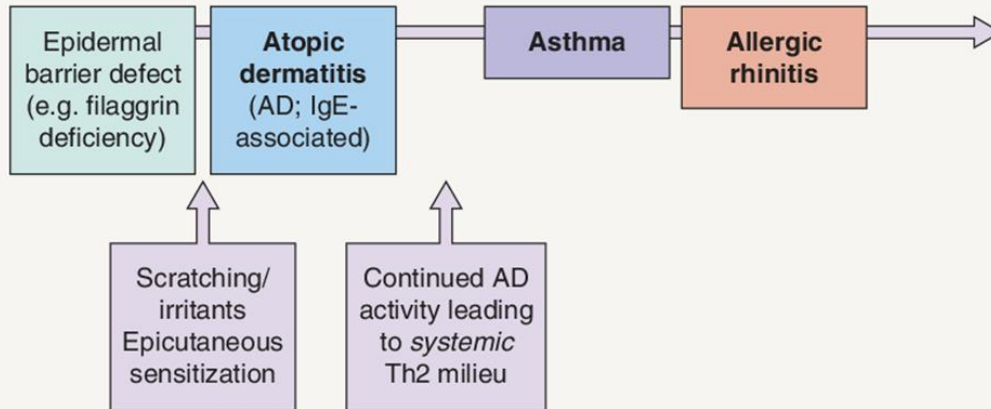 Epidermal
barrier defect
(e.g. filaggrin
deficiency)
Atopic
dermatitis
(AD; IgE-
associated)
Asthma
Allergic
rhinitis
Scratching/
irritants
Epicutaneous
sensitization
Continued AD
activity leading
to systemic
Th2 milieu